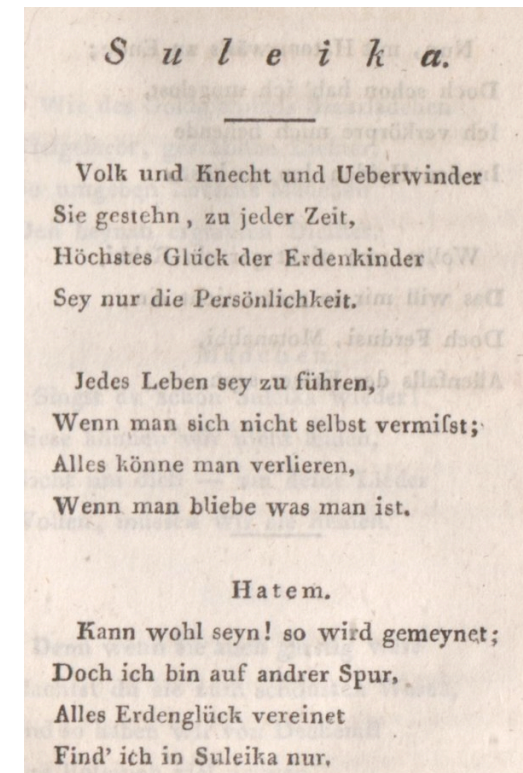 Suleika.
Volk und Knecht und Ueberwinder
Sie gestehn, zu jeder Zeit,
Höchstes Glück der Erdenkinder
Sey nur die Persönlichkeit.
Jedes Leben sey zu führen,
Wenn man sich nicht selbst vermiſst;
Alles könne man verlieren,
Wenn man bliebe was man ist.
Hatem.
Kann wohl seyn! so wird gemeynet;
Doch ich bin auf andrer Spur,
Alles Erdenglück vereinet
Find' ich in Suleika nur.